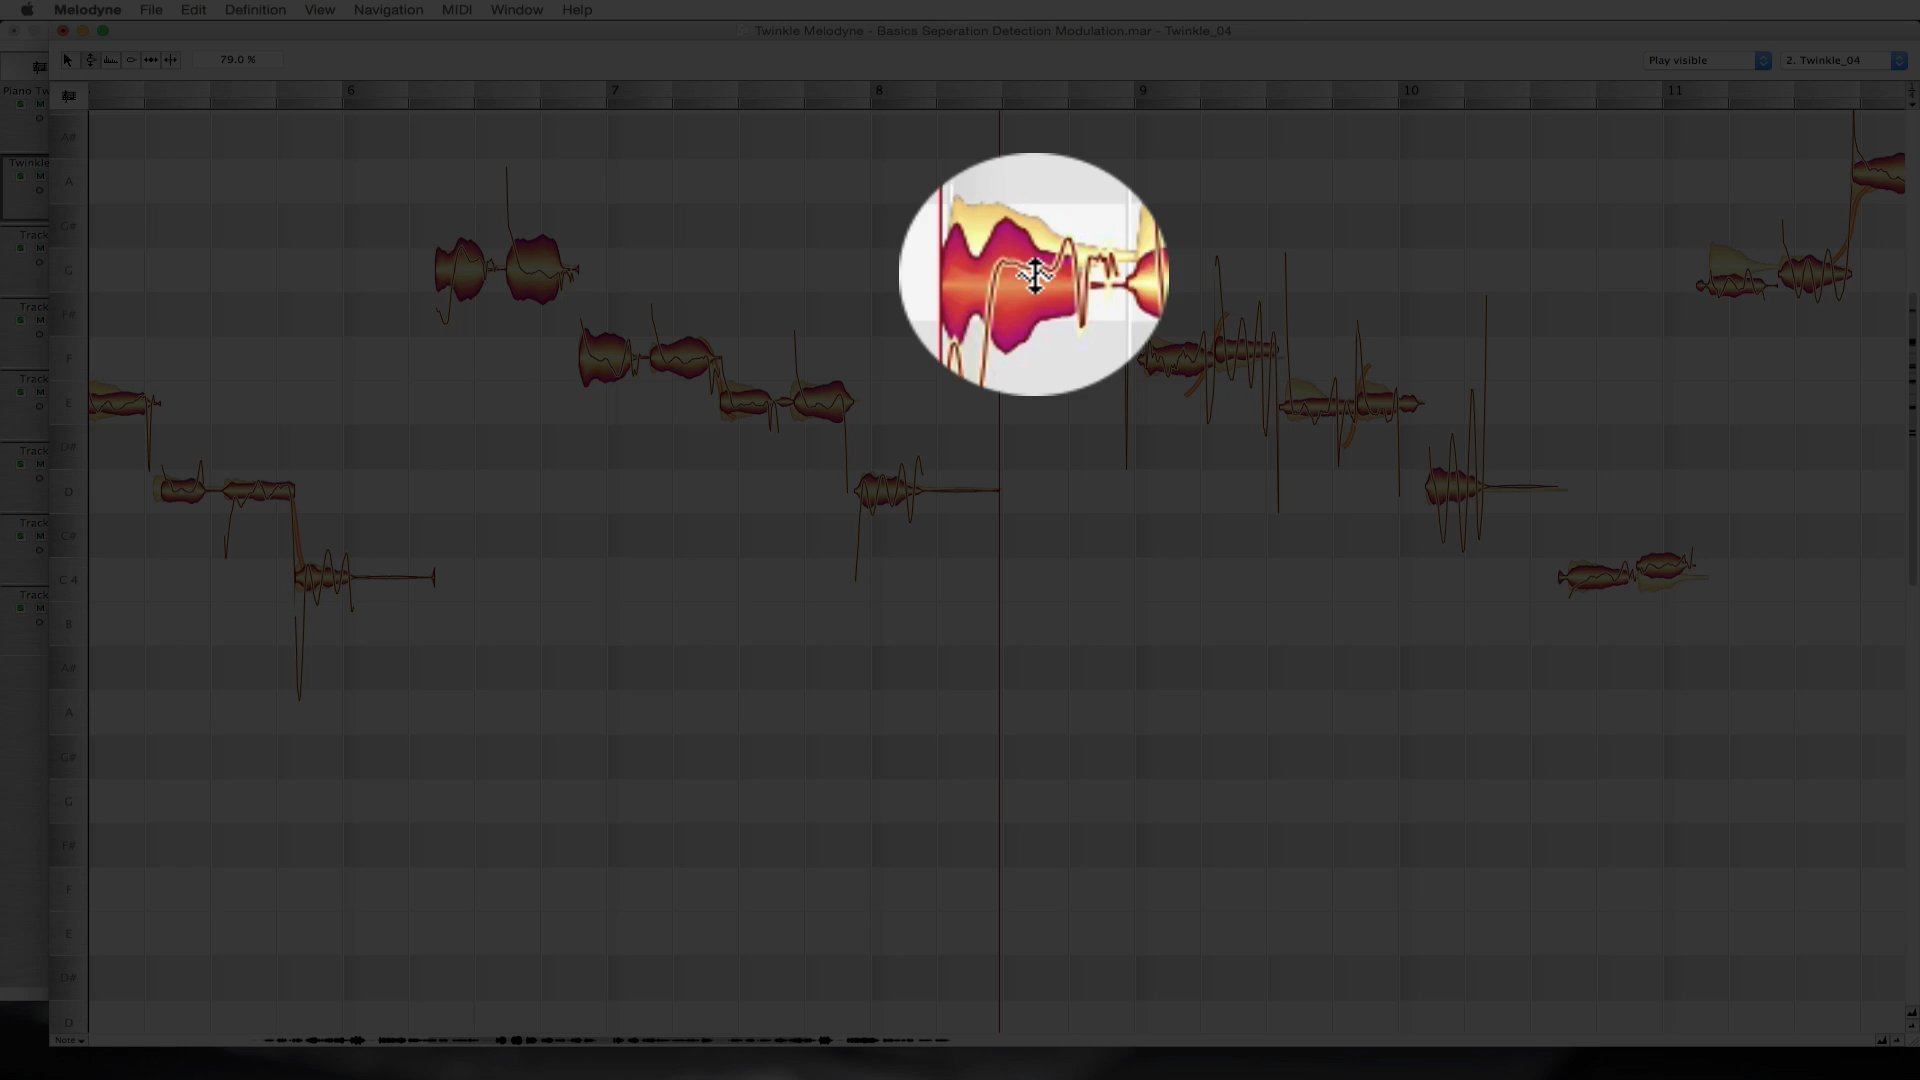 Melodyne File Edit Definition View Navigation MIDI Window Help
Twinkle Melodyne - Basics Seperation Detection Modulation.mar - Twinkle_04
79.0 %
Play visible
2. Twinkle_04
6 7 8 9 10 11
Piano Tw
S M
Twinkle
S M
Track
S M
Track
S M
Track
S M
Track
S M
Track
S M
Track
S M
A#
A
G#
G
F#
F
E
D#
D
C#
C 4
B
A#
A
G#
G
F#
F
E
D#
D
Note